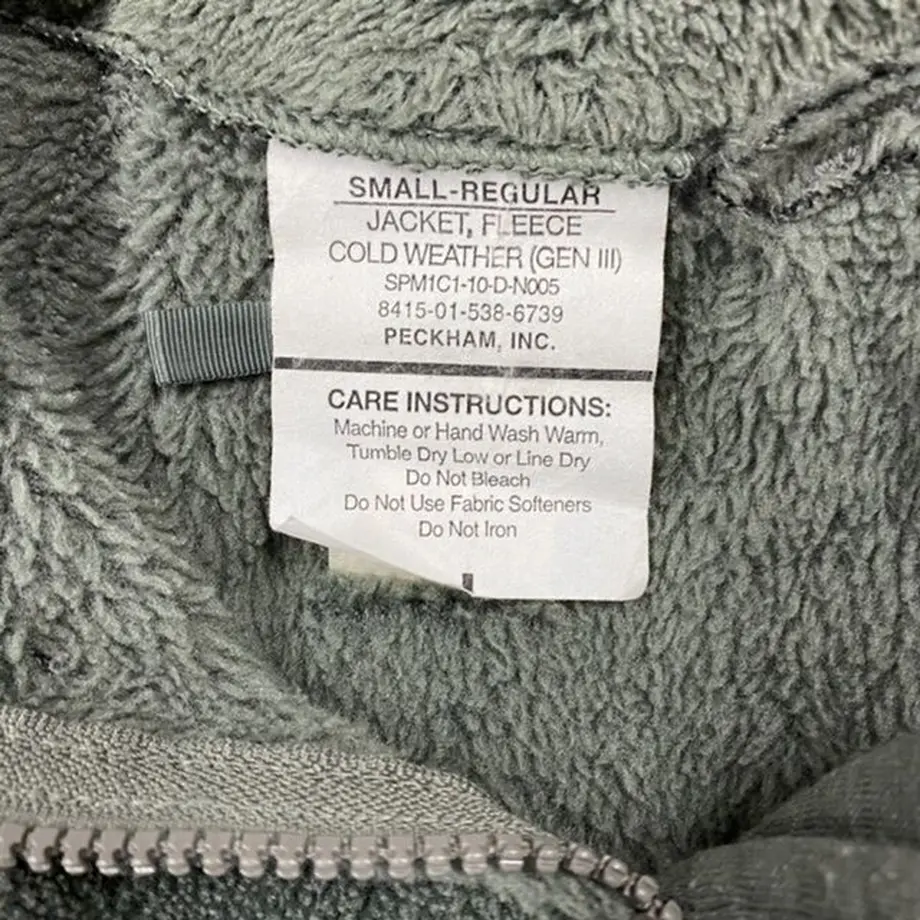 SMALL-REGULAR
JACKET, FLEECE
COLD WEATHER (GEN III)
SPM1C1-10-D-N005
8415-01-538-6739
PECKHAM, INC.
CARE INSTRUCTIONS:
Machine or Hand Wash Warm,
Tumble Dry Low or Line Dry
Do Not Bleach
Do Not Use Fabric Softeners
Do Not Iron